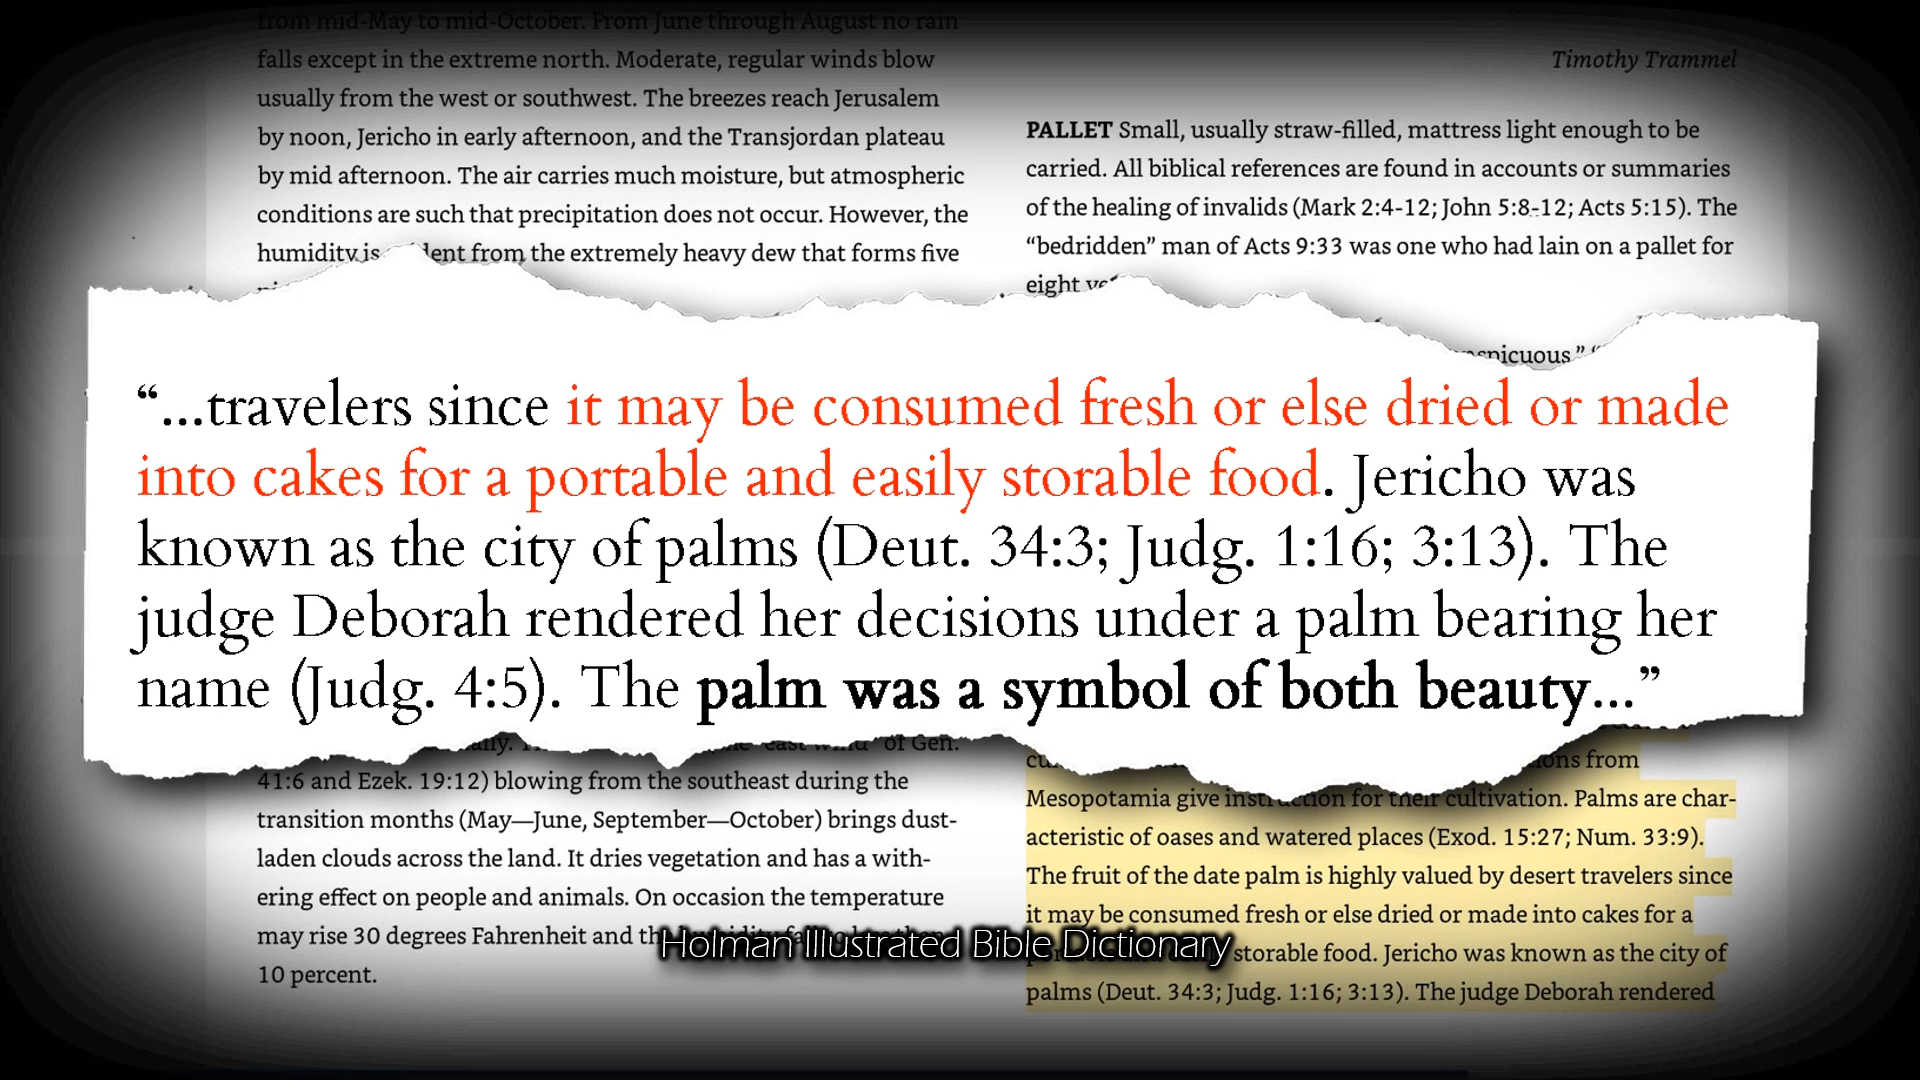 from mid-May to mid-October. From June through August no rain
falls except in the extreme north. Moderate, regular winds blow
usually from the west or southwest. The breezes reach Jerusalem
by noon, Jericho in early afternoon, and the Transjordan plateau
by mid afternoon. The air carries much moisture, but atmospheric
conditions are such that precipitation does not occur. However, the
humidity is from the extremely heavy dew that forms five
Timothy Trammel
PALLET Small, usually straw-filled, mattress light enough to be
carried. All biblical references are found in accounts or summaries
of the healing of invalids (Mark 2:4-12; John 5:8-12; Acts 5:15). The
“bedridden” man of Acts 9:33 was one who had lain on a pallet for
eight
“...travelers since it may be consumed fresh or else dried or made
into cakes for a portable and easily storable food. Jericho was
known as the city of palms (Deut. 34:3; Judg. 1:16; 3:13). The
judge Deborah rendered her decisions under a palm bearing her
name (Judg. 4:5). The palm was a symbol of both beauty...”
of Gen.
41:6 and Ezek. 19:12) blowing from the southeast during the
transition months (May—June, September—October) brings dust-
laden clouds across the land. It dries vegetation and has a with-
ering effect on people and animals. On occasion the temperature
may rise 30 degrees Fahrenheit and
10 percent.
from
Mesopotamia give instruction for their cultivation. Palms are char-
acteristic of oases and watered places (Exod. 15:27; Num. 33:9).
The fruit of the date palm is highly valued by desert travelers since
it may be consumed fresh or else dried or made into cakes for a
storable food. Jericho was known as the city of
palms (Deut. 34:3; Judg. 1:16; 3:13). The judge Deborah rendered
Holman Illustrated Bible Dictionary